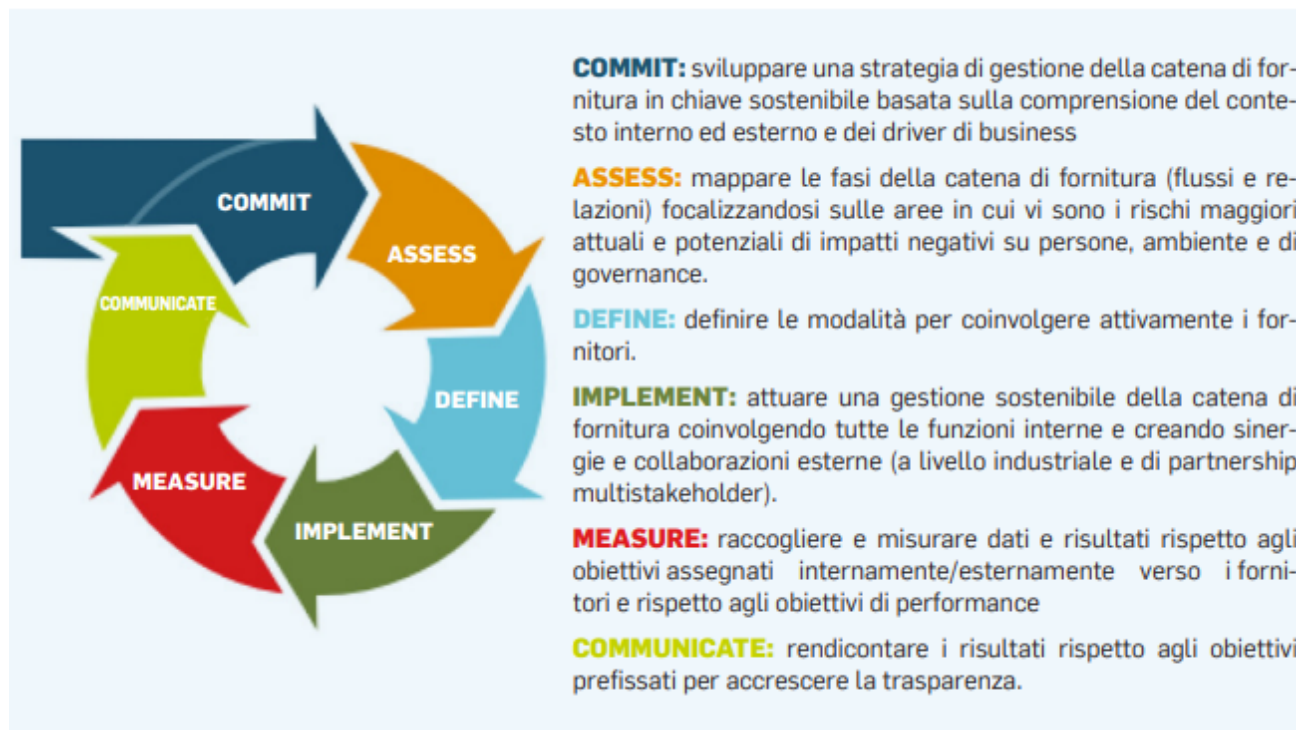 COMMIT
ASSESS
DEFINE
IMPLEMENT
MEASURE
COMMUNICATE
COMMIT: sviluppare una strategia di gestione della catena di for-
nitura in chiave sostenibile basata sulla comprensione del conte-
sto interno ed esterno e dei driver di business
ASSESS: mappare le fasi della catena di fornitura (flussi e re-
lazioni) focalizzandosi sulle aree in cui vi sono i rischi maggiori
attuali e potenziali di impatti negativi su persone, ambiente e di
governance.
DEFINE: definire le modalità per coinvolgere attivamente i for-
nitori.
IMPLEMENT: attuare una gestione sostenibile della catena di
fornitura coinvolgendo tutte le funzioni interne e creando siner-
gie e collaborazioni esterne (a livello industriale e di partnership
multistakeholder).
MEASURE: raccogliere e misurare dati e risultati rispetto agli
obiettivi assegnati internamente/esternamente verso i forni-
tori e rispetto agli obiettivi di performance
COMMUNICATE: rendicontare i risultati rispetto agli obiettivi
prefissati per accrescere la trasparenza.